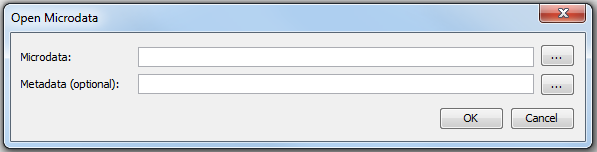 Open Microdata
Microdata: ...
Metadata (optional): ...
OK Cancel